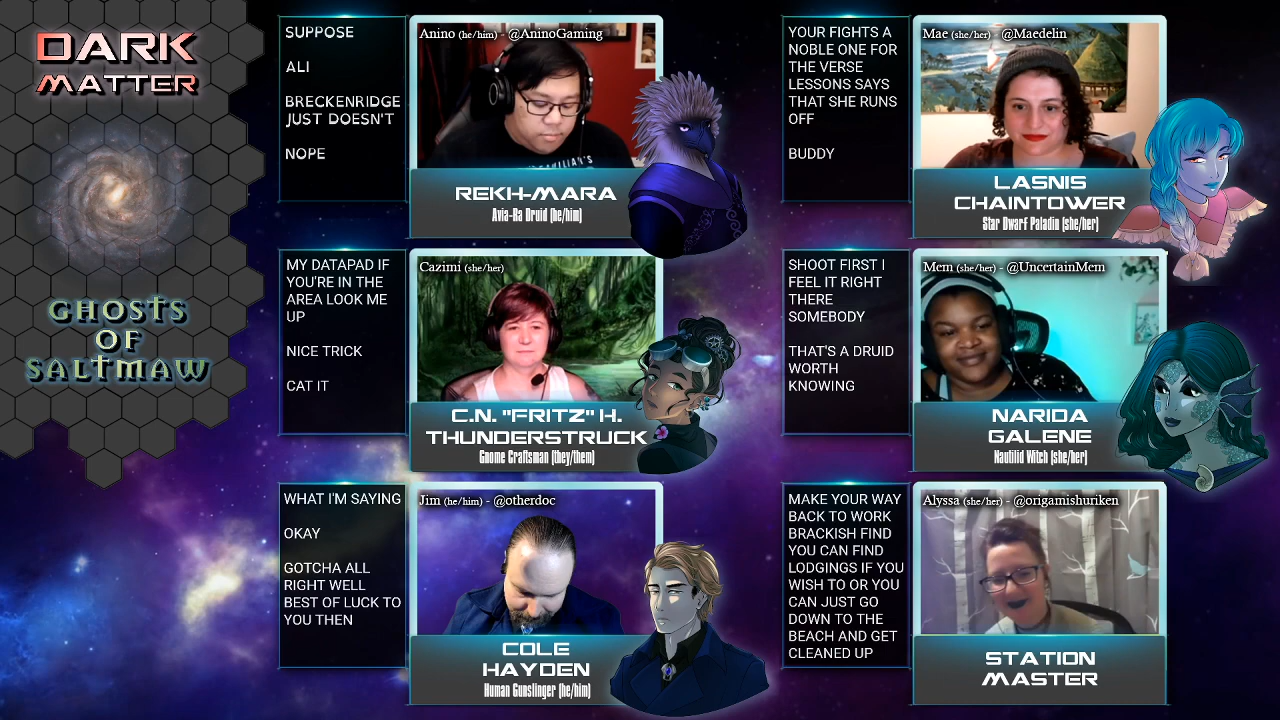 DARK
MATTER
GHOSTS
OF
SALTMAW
SUPPOSE
ALI
BRECKENRIDGE
JUST DOESN'T
NOPE
Anino (he/him) - @AninoGaming
REKH-MARA
Avia-Ra Druid (he/him)
YOUR FIGHTS A
NOBLE ONE FOR
THE VERSE
LESSONS SAYS
THAT SHE RUNS
OFF
BUDDY
Mae (she/her) - @Maedelin
LASNIS
CHAINTOWER
Star Dwarf Paladin (she/her)
MY DATAPAD IF
YOU'RE IN THE
AREA LOOK ME
UP
NICE TRICK
CAT IT
Cazimi (she/her)
C.N. "FRITZ" H.
THUNDERSTRUCK
Gnome Craftsman (they/them)
SHOOT FIRST I
FEEL IT RIGHT
THERE
SOMEBODY
THAT'S A DRUID
WORTH
KNOWING
Mem (she/her) - @UncertainMem
NARIDA
GALENE
Nautilid Witch (she/her)
WHAT I'M SAYING
OKAY
GOTCHA ALL
RIGHT WELL
BEST OF LUCK TO
YOU THEN
Jim (he/him) - @otherdoc
COLE
HAYDEN
Human Gunslinger (he/him)
MAKE YOUR WAY
BACK TO WORK
BRACKISH FIND
YOU CAN FIND
LODGINGS IF YOU
WISH TO OR YOU
CAN JUST GO
DOWN TO THE
BEACH AND GET
CLEANED UP
Alyssa (she/her) - @origamishuriken
STATION
MASTER